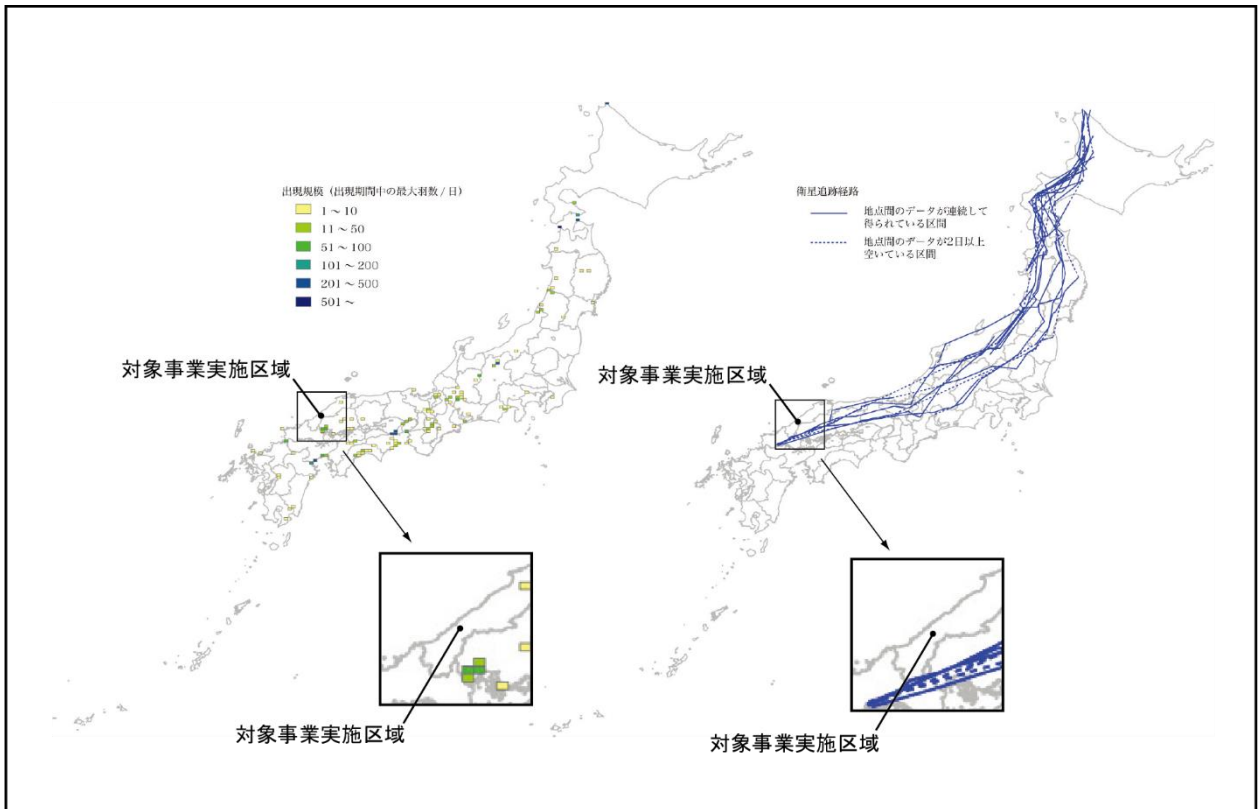 出現規模（出現期間中の最大羽数 / 日）
1～10
11～50
51～100
101～200
201～500
501～
対象事業実施区域
対象事業実施区域
衛星追跡経路
地点間のデータが連続して
得られている区間
地点間のデータが2日以上
空いている区間
対象事業実施区域
対象事業実施区域